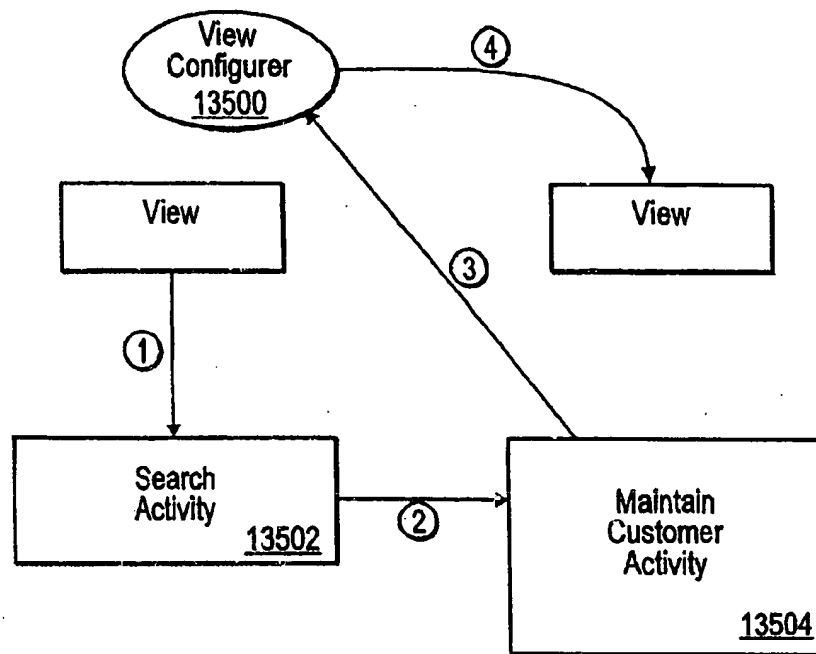 View
Configurer
13500
④
View
View
③
①
Search
Activity
13502
②
Maintain
Customer
Activity
13504